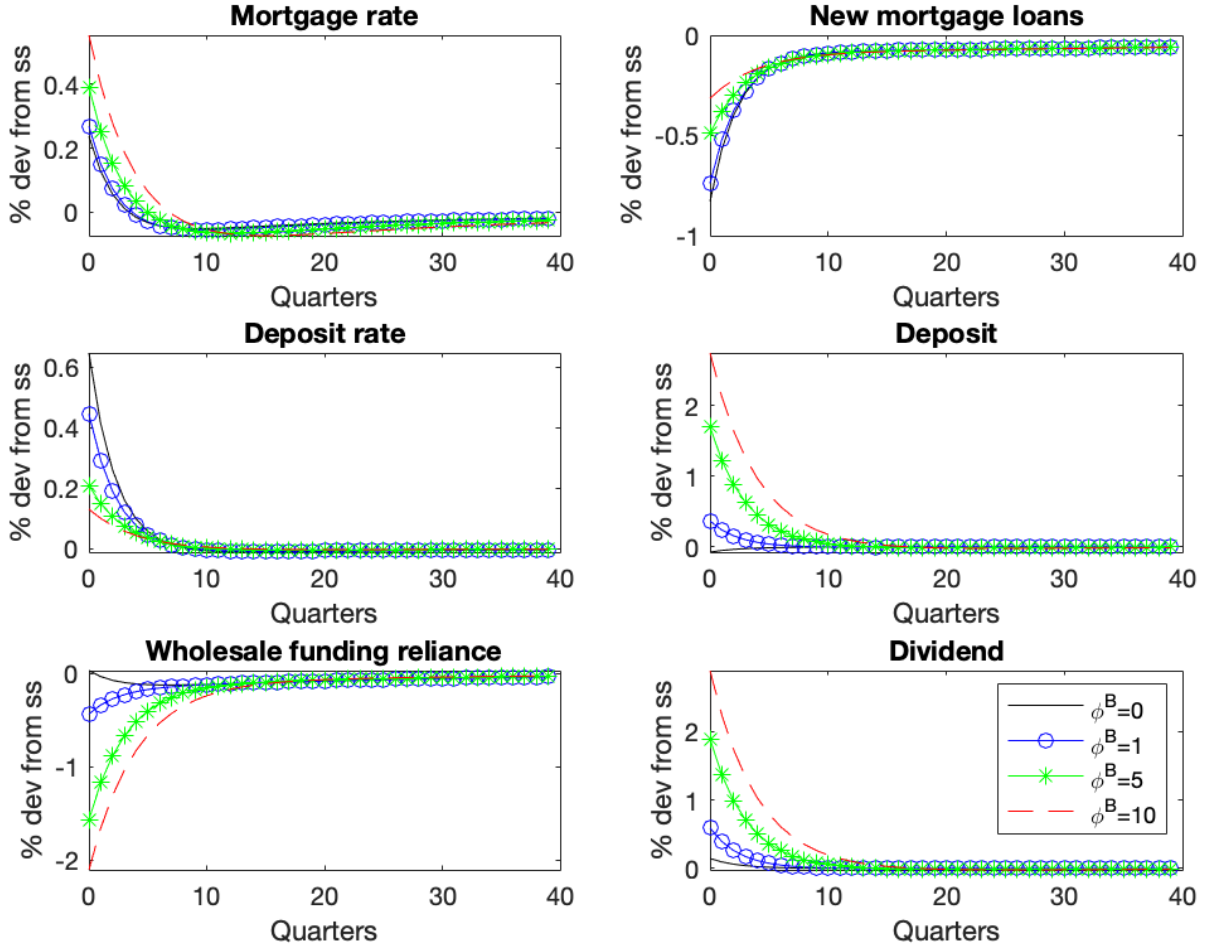 Mortgage rate
% dev from ss
0.4
0.2
0
0 10 20 30 40
Quarters
New mortgage loans
% dev from ss
0
-0.5
-1
0 10 20 30 40
Quarters
Deposit rate
% dev from ss
0.6
0.4
0.2
0
0 10 20 30 40
Quarters
Deposit
% dev from ss
2
1
0
0 10 20 30 40
Quarters
Wholesale funding reliance
% dev from ss
0
-1
-2
0 10 20 30 40
Quarters
Dividend
% dev from ss
2
1
0
0 10 20 30 40
Quarters
ϕ^B=0
ϕ^B=1
ϕ^B=5
ϕ^B=10